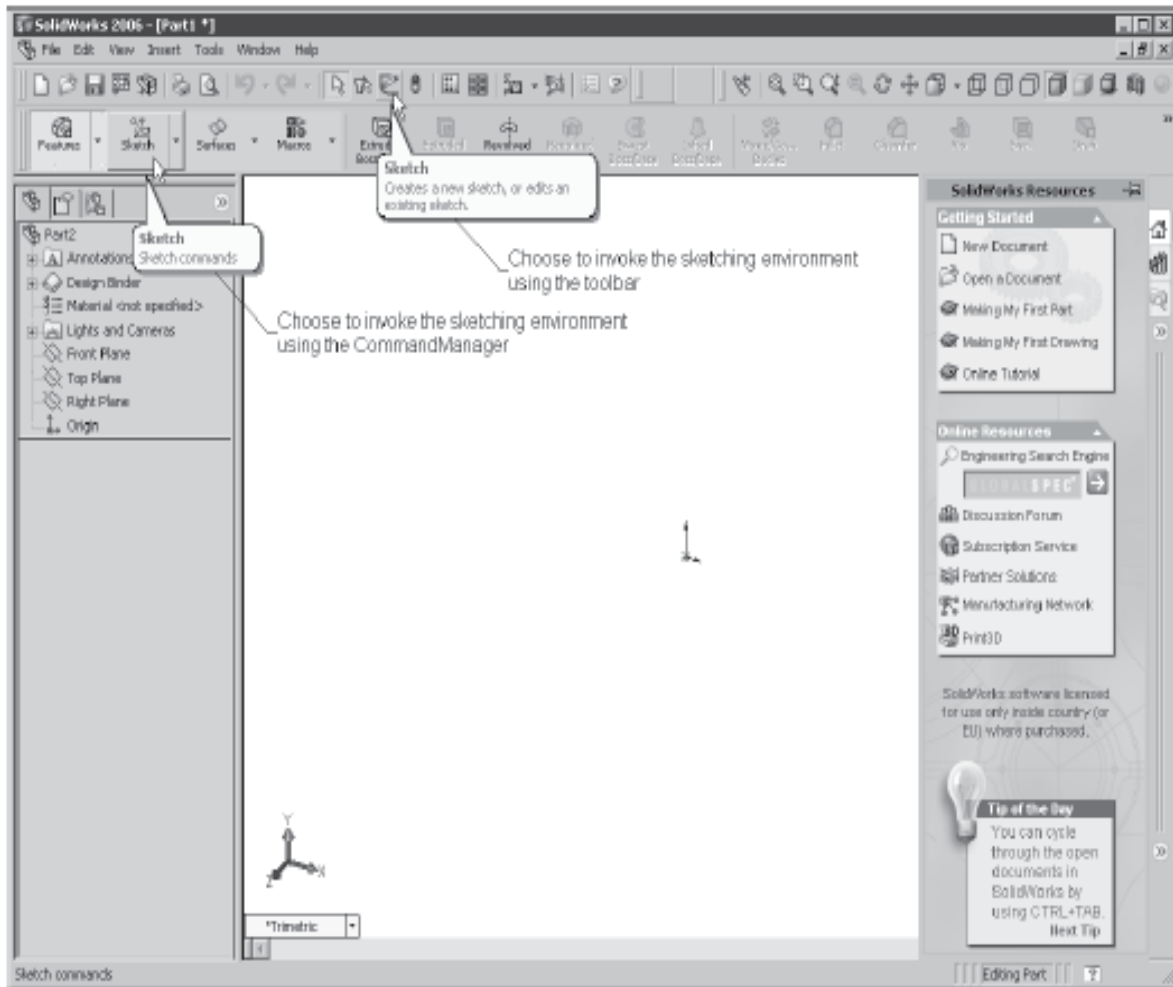 SolidWorks 2006 - [Part1 *]
File Edit View Insert Tools Window Help
Features Sketch Surfaces Macros Revolved
Sketch
Creates a new sketch, or edits an
existing sketch.
Sketch
Sketch commands
Choose to invoke the sketching environment
using the toolbar
Choose to invoke the sketching environment
using the CommandManager
Part2
Annotations
Design Binder
Material <not specified>
Lights and Cameras
Front Plane
Top Plane
Right Plane
Origin
Y
X
Z
*Trimetric
SolidWorks Resources
Getting Started
New Document
Open a Document
Making My First Part
Making My First Drawing
Online Tutorial
Online Resources
Engineering Search Engine
GLOBALSPEC
Discussion Forum
Subscription Service
Partner Solutions
Manufacturing Network
Print3D
SolidWorks software licensed
for use only inside country (or
EU) where purchased.
Tip of the Day
You can cycle
through the open
documents in
SolidWorks by
using CTRL+TAB.
Next Tip
Sketch commands
Editing Part